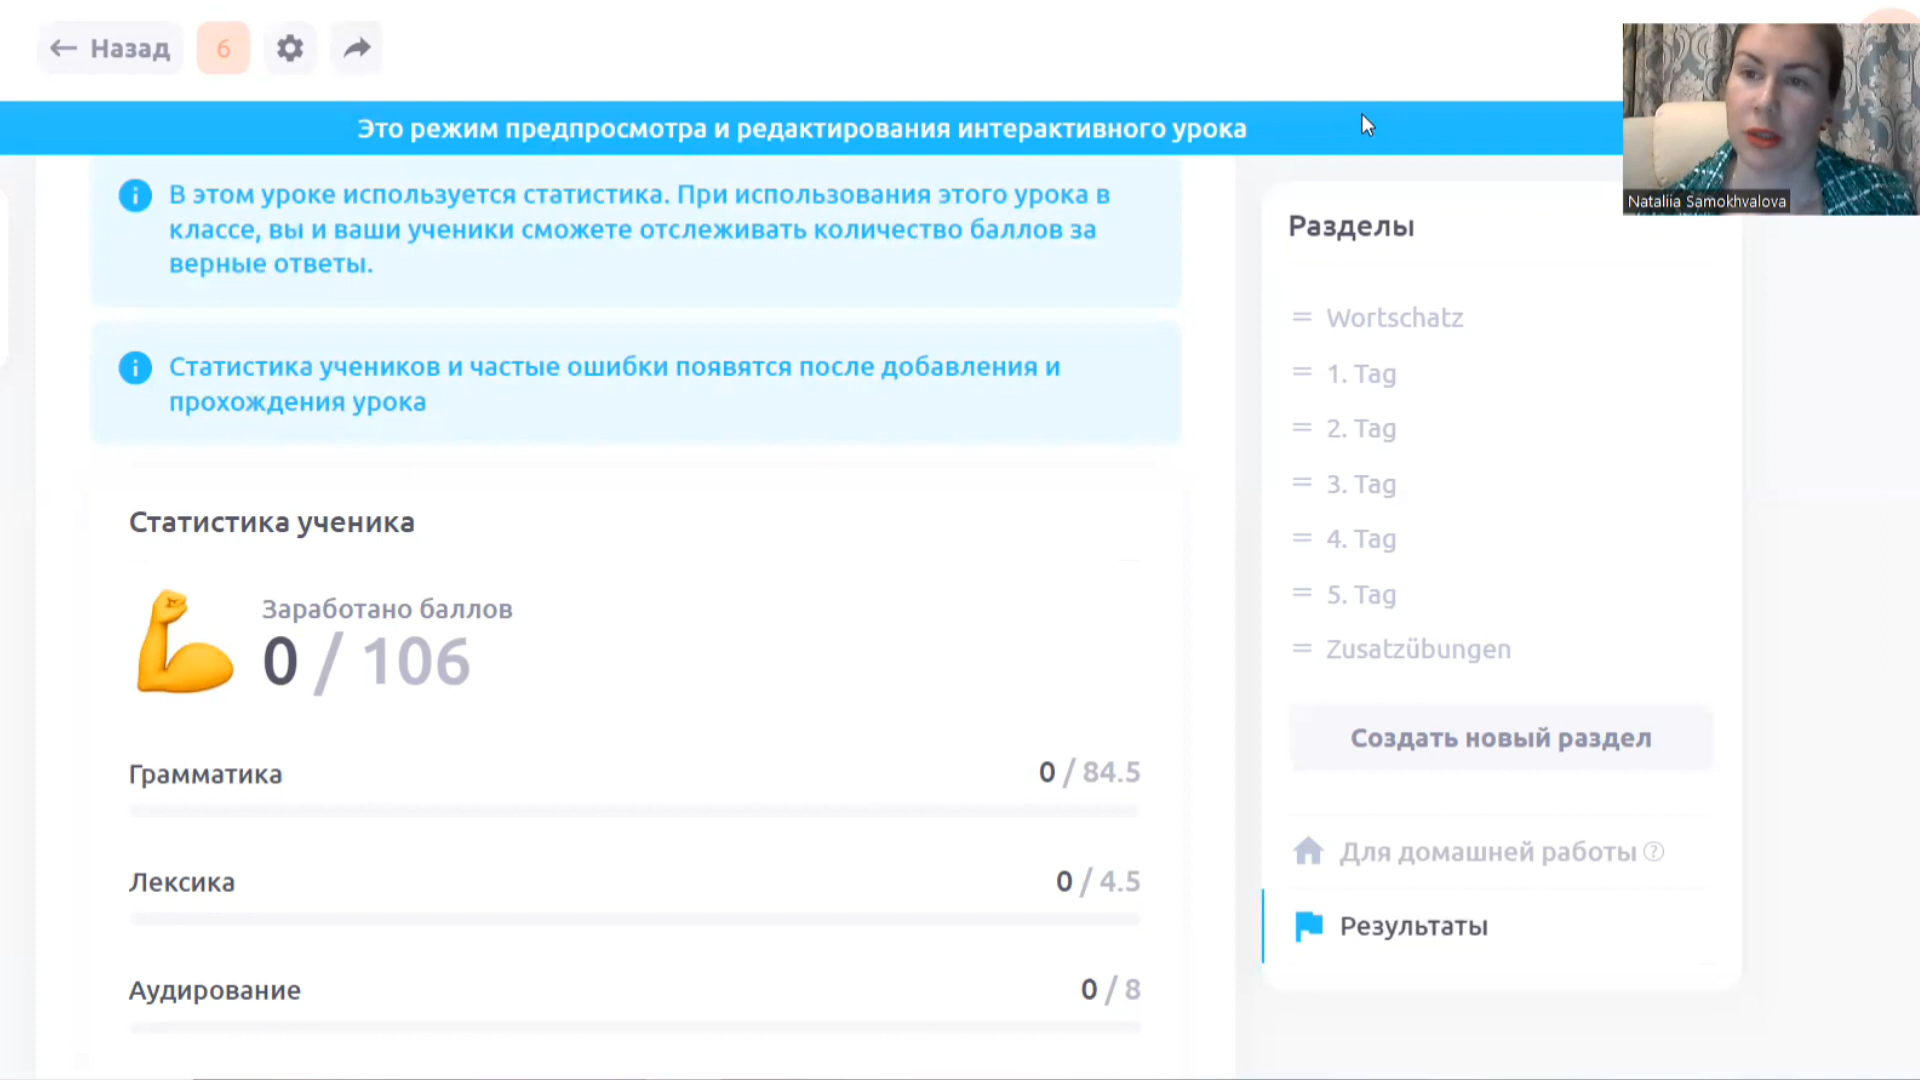 Назад
6
Это режим предпросмотра и редактирования интерактивного урока
Nataliia Samokhvalova
В этом уроке используется статистика. При использования этого урока в
классе, вы и ваши ученики сможете отслеживать количество баллов за
верные ответы.
Статистика учеников и частые ошибки появятся после добавления и
прохождения урока
Статистика ученика
Заработано баллов
0 / 106
Грамматика 0 / 84.5
Лексика 0 / 4.5
Аудирование 0 / 8
Разделы
Wortschatz
1. Tag
2. Tag
3. Tag
4. Tag
5. Tag
Zusatzübungen
Создать новый раздел
Для домашней работы ?
Результаты